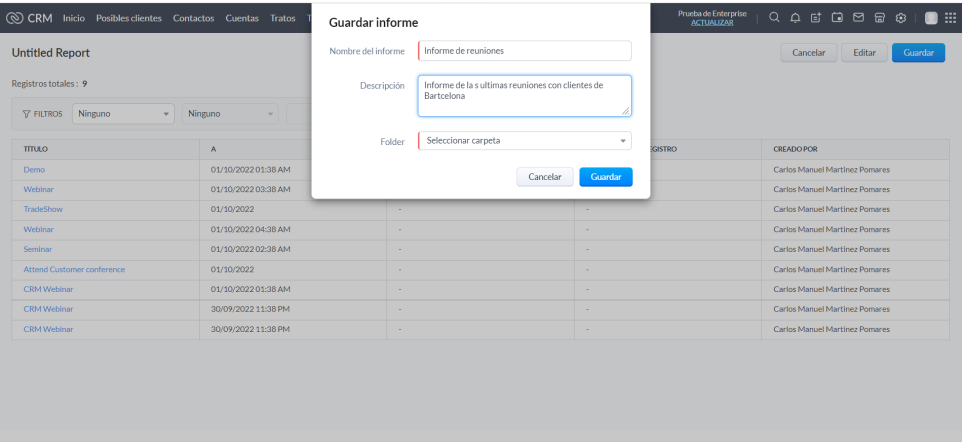 CRM Inicio Posibles clientes Contactos Cuentas Tratos T
Prueba de Enterprise
ACTUALIZAR
Guardar informe
Nombre del informe Informe de reuniones
Descripción Informe de la s ultimas reuniones con clientes de
Bartcelona
Folder Seleccionar carpeta
Cancelar Guardar
Untitled Report
Cancelar Editar Guardar
Registros totales : 9
FILTROS Ninguno Ninguno
TÍTULO A EGISTRO CREADO POR
Demo 01/10/2022 01:38 AM Carlos Manuel Martinez Pomares
Webinar 01/10/2022 03:38 AM Carlos Manuel Martinez Pomares
TradeShow 01/10/2022 - - Carlos Manuel Martinez Pomares
Webinar 01/10/2022 04:38 AM - - Carlos Manuel Martinez Pomares
Seminar 01/10/2022 02:38 AM - - Carlos Manuel Martinez Pomares
Attend Customer conference 01/10/2022 - - Carlos Manuel Martinez Pomares
CRM Webinar 01/10/2022 01:38 AM - - Carlos Manuel Martinez Pomares
CRM Webinar 30/09/2022 11:38 PM - - Carlos Manuel Martinez Pomares
CRM Webinar 30/09/2022 11:38 PM - - Carlos Manuel Martinez Pomares